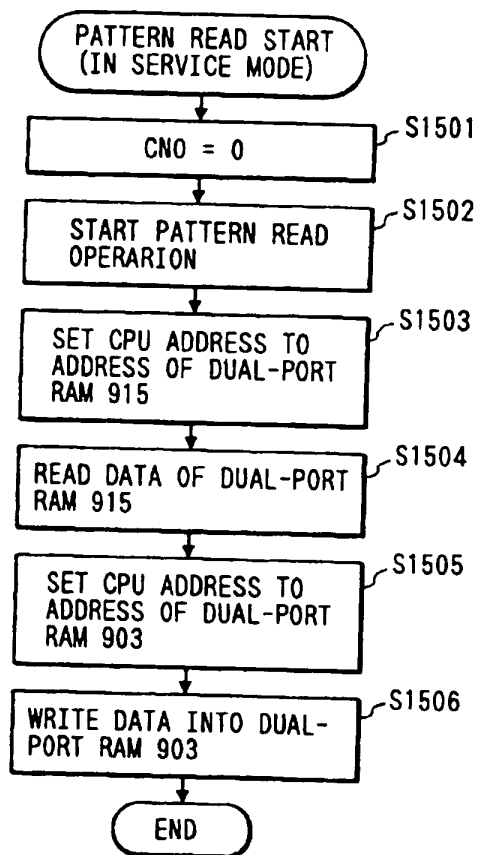 PATTERN READ START
(IN SERVICE MODE)
CNO = 0
S1501
START PATTERN READ
OPERARION
S1502
SET CPU ADDRESS TO
ADDRESS OF DUAL-PORT
RAM 915
S1503
READ DATA OF DUAL-PORT
RAM 915
S1504
SET CPU ADDRESS TO
ADDRESS OF DUAL-PORT
RAM 903
S1505
WRITE DATA INTO DUAL-
PORT RAM 903
S1506
END